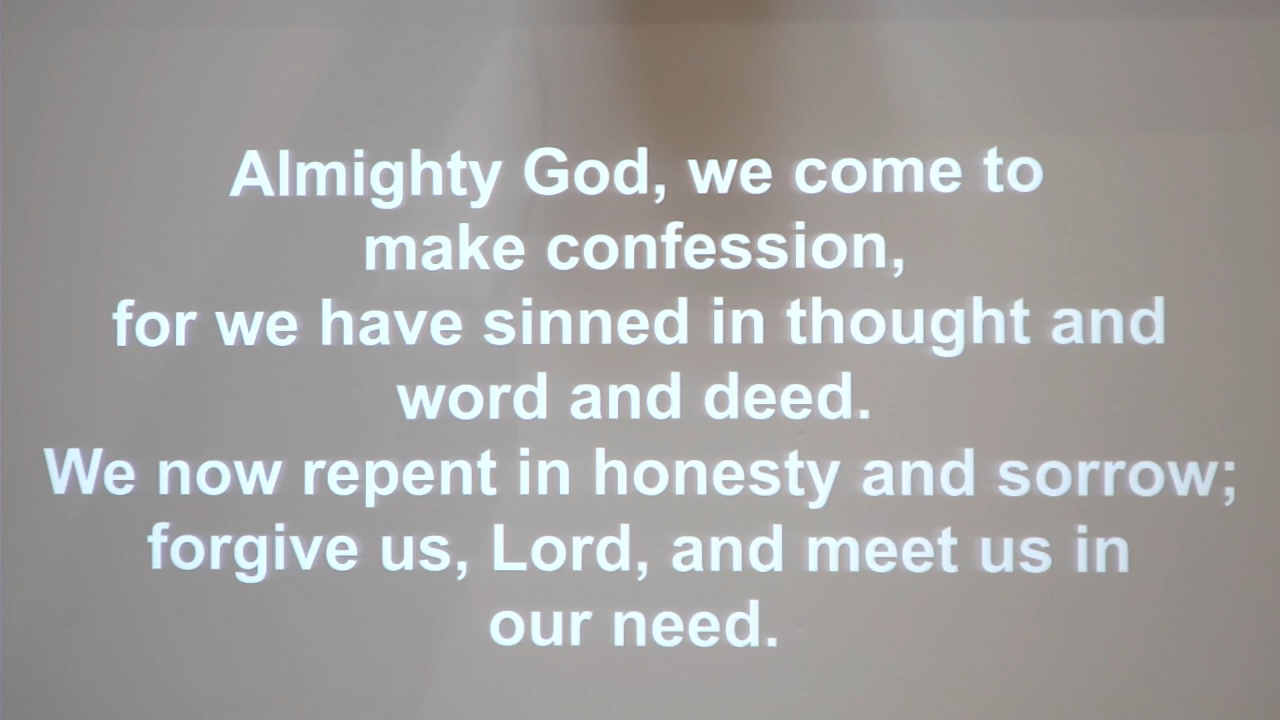 Almighty God, we come to
make confession,
for we have sinned in thought and
word and deed.
We now repent in honesty and sorrow;
forgive us, Lord, and meet us in
our need.